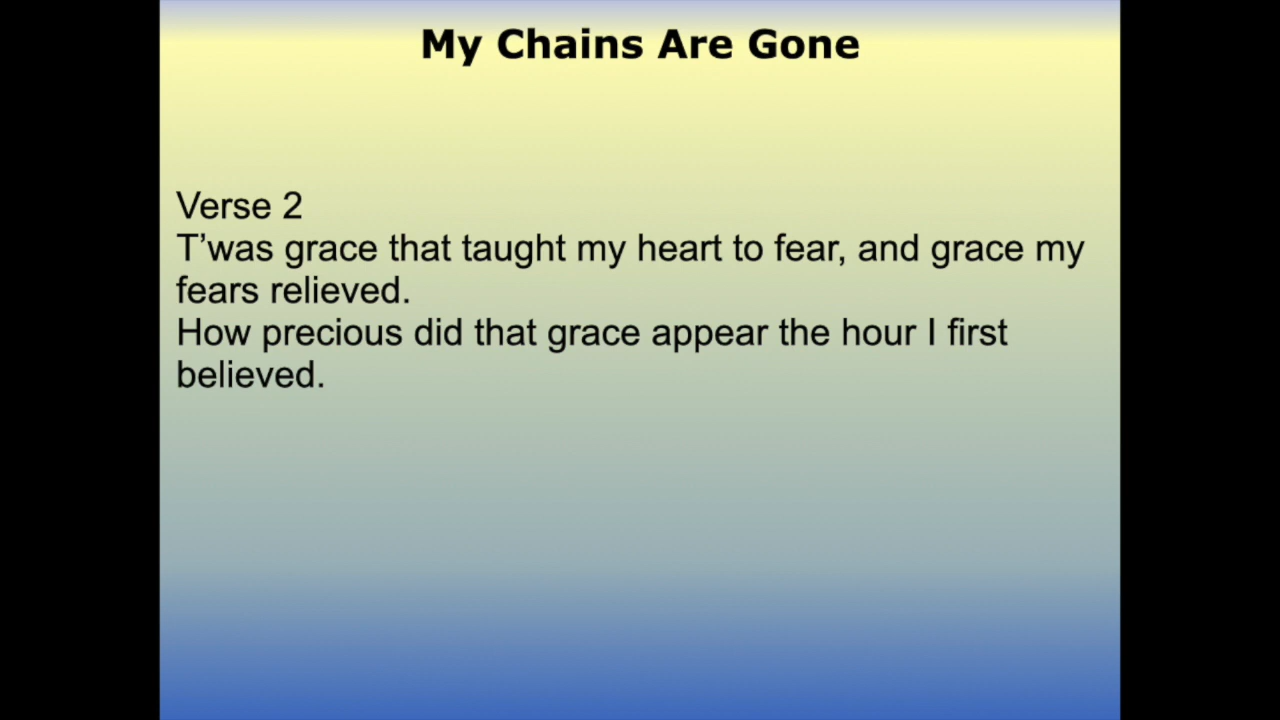 My Chains Are Gone
Verse 2
T’was grace that taught my heart to fear, and grace my
fears relieved.
How precious did that grace appear the hour I first
believed.